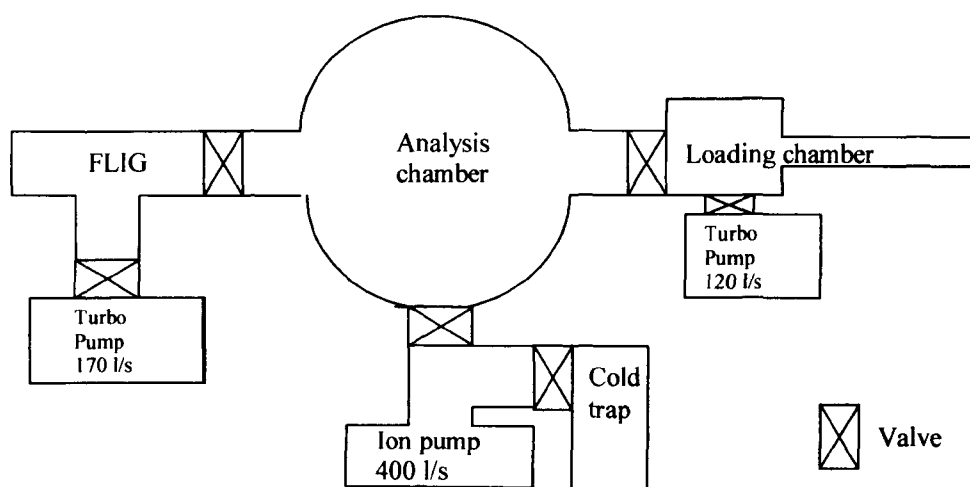 FLIG
Analysis
chamber
Loading chamber
Turbo
Pump
170 l/s
Turbo
Pump
120 l/s
Cold
trap
Ion pump
400 l/s
Valve